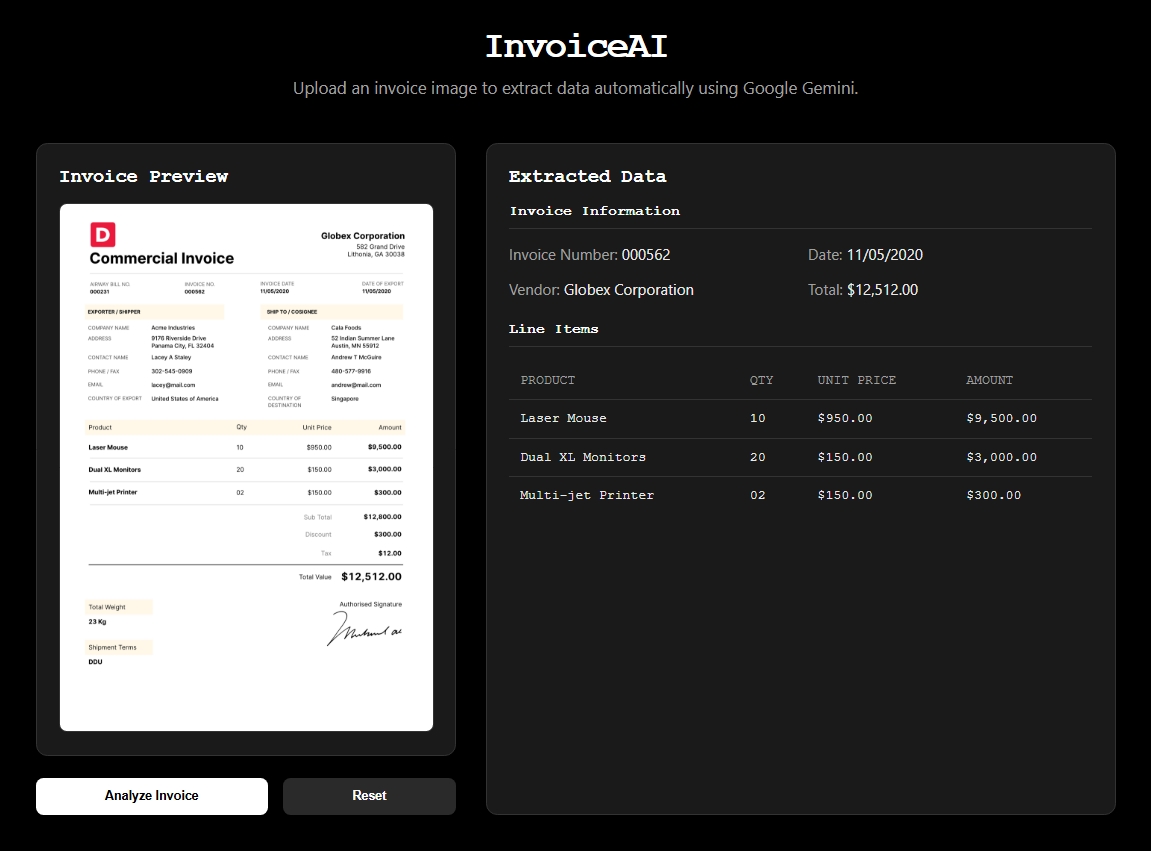 InvoiceAI
Upload an invoice image to extract data automatically using Google Gemini.
Invoice Preview
D
Commercial Invoice
Globex Corporation
582 Grand Drive
Lithonia, GA 30038
AIRWAY BILL NO. INVOICE NO. INVOICE DATE DATE OF EXPORT
000231 000562 11/05/2020 11/05/2020
EXPORTER / SHIPPER SHIP TO / COSIGNEE
COMPANY NAME Acme Industries COMPANY NAME Cala Foods
ADDRESS 9176 Riverside Drive ADDRESS 52 Indian Summer Lane
Panama City, FL 32404 Austin, MN 55912
CONTACT NAME Lacey A Staley CONTACT NAME Andrew T McGuire
PHONE / FAX 302-545-0909 PHONE / FAX 480-577-9916
EMAIL lacey@mail.com EMAIL andrew@mail.com
COUNTRY OF EXPORT United States of America COUNTRY OF Singapore
DESTINATION
Product Qty Unit Price Amount
Laser Mouse 10 $950.00 $9,500.00
Dual XL Monitors 20 $150.00 $3,000.00
Multi-jet Printer 02 $150.00 $300.00
Sub Total $12,800.00
Discount $300.00
Tax $12.00
Total Value $12,512.00
Total Weight
23 Kg
Authorised Signature
Shipment Terms
DDU
Analyze Invoice
Reset
Extracted Data
Invoice Information
Invoice Number: 000562 Date: 11/05/2020
Vendor: Globex Corporation Total: $12,512.00
Line Items
PRODUCT QTY UNIT PRICE AMOUNT
Laser Mouse 10 $950.00 $9,500.00
Dual XL Monitors 20 $150.00 $3,000.00
Multi-jet Printer 02 $150.00 $300.00